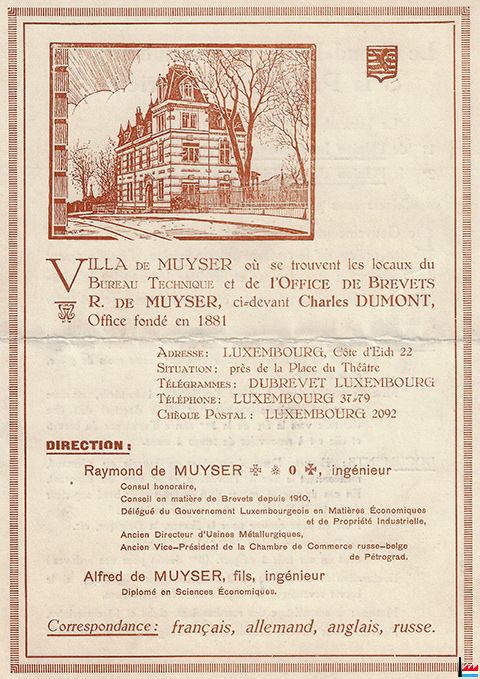 VILLA DE MUYSER où se trouvent les locaux du
BUREAU TECHNIQUE et de l'OFFICE DE BREVETS
R. DE MUYSER, ci-devant Charles DUMONT,
Office fondé en 1881
ADRESSE: LUXEMBOURG, Côte d'Eich 22
SITUATION: près de la Place du Théâtre
TÉLÉGRAMMES: DUBREVET LUXEMBOURG
TÉLÉPHONE: LUXEMBOURG 37-79
CHÈQUE POSTAL: LUXEMBOURG 2092
DIRECTION:
Raymond de MUYSER ✠ ☼ O ✠, ingénieur
Consul honoraire,
Conseil en matière de Brevets depuis 1910,
Délégué du Gouvernement Luxembourgeois en Matières Économiques
et de Propriété Industrielle,
Ancien Directeur d'Usines Métallurgiques,
Ancien Vice-Président de la Chambre de Commerce russe-belge
de Pétrograd.
Alfred de MUYSER, fils, ingénieur
Diplomé en Sciences Économiques.
Correspondance: français, allemand, anglais, russe.